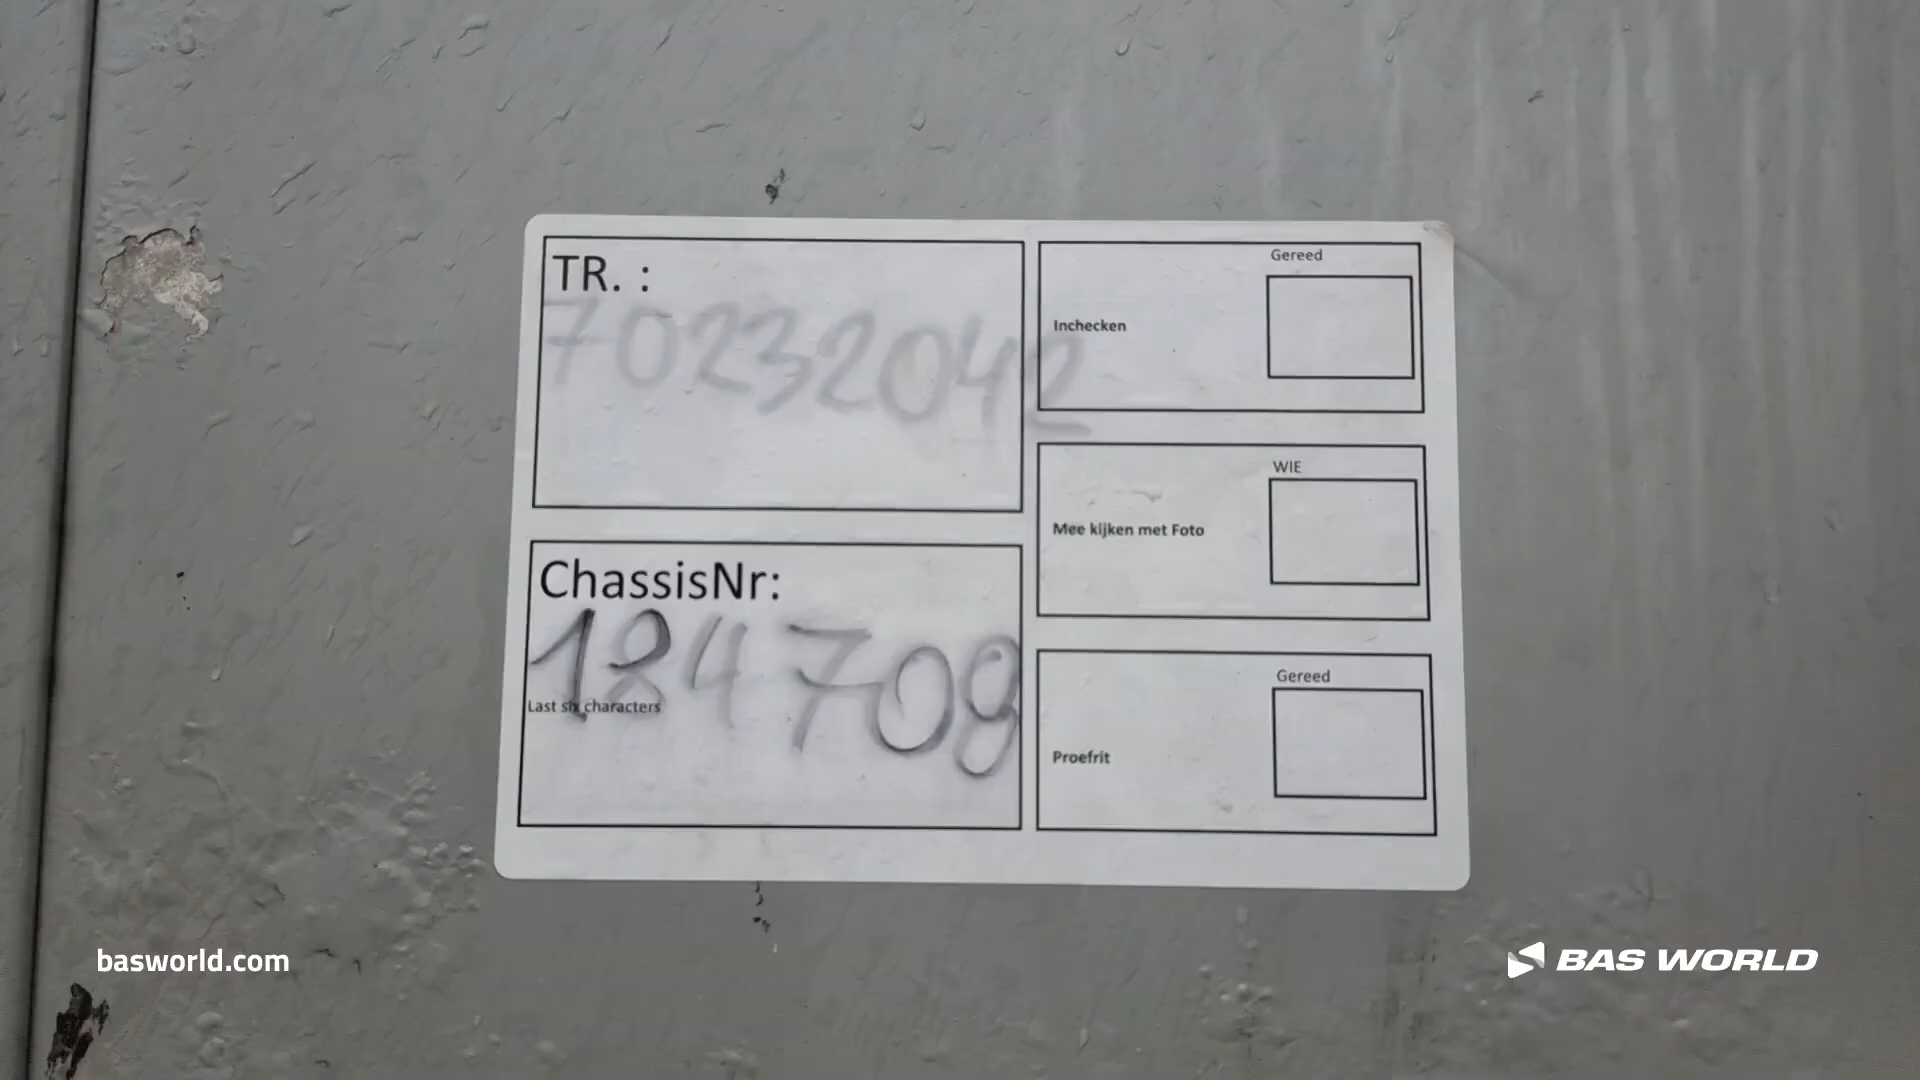 TR. :
70232042
ChassisNr:
184709
Last six characters
Gereed
Inchecken
WIE
Mee kijken met Foto
Gereed
Proefrit
basworld.com
BAS WORLD